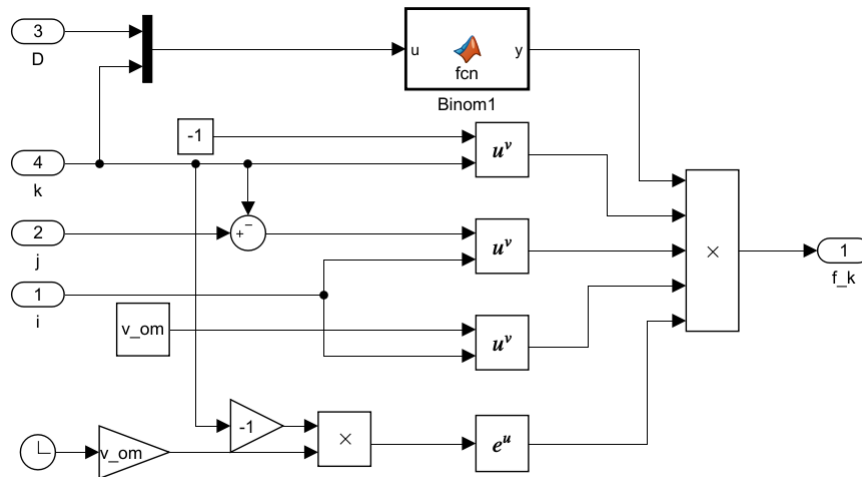 3
D
u
fcn
y
Binom1
-1
u^v
4
k
+
−
2
j
u^v
×
1
f_k
1
i
v_om
u^v
-1
v_om
×
e^u